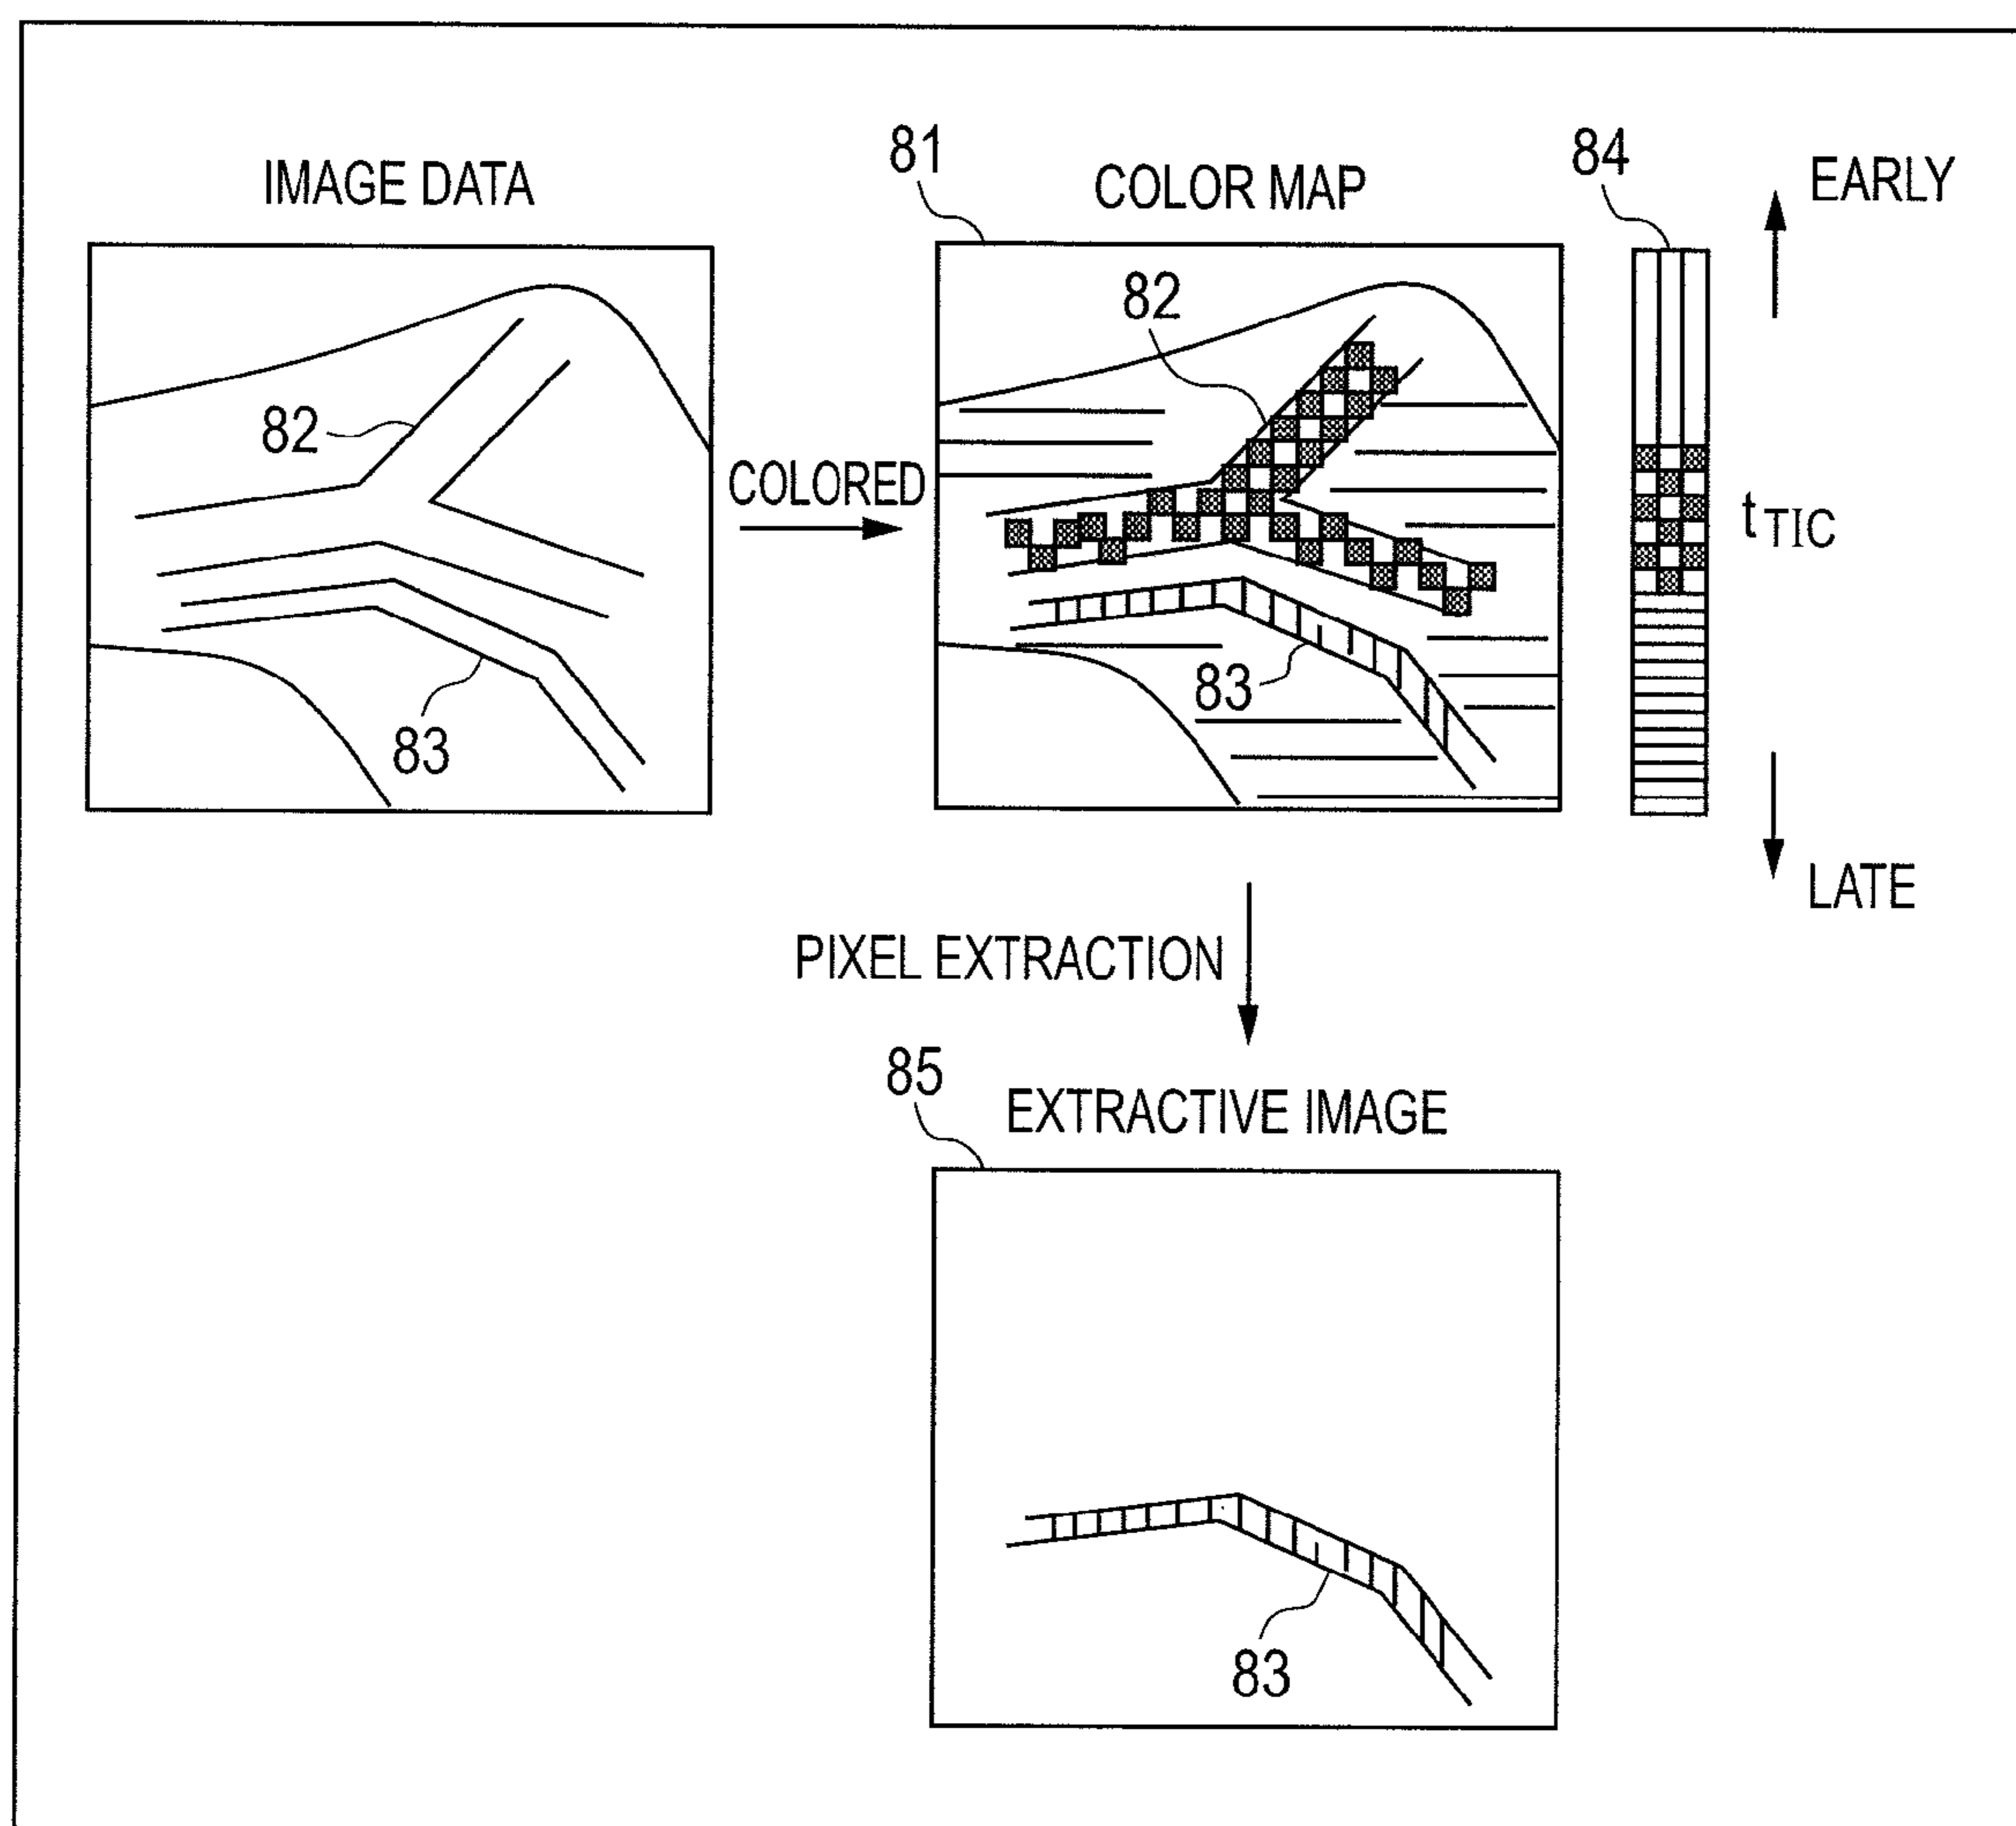 81
84
IMAGE DATA
COLOR MAP
EARLY
82
82
COLORED
tTIC
83
83
LATE
PIXEL EXTRACTION
85
EXTRACTIVE IMAGE
83